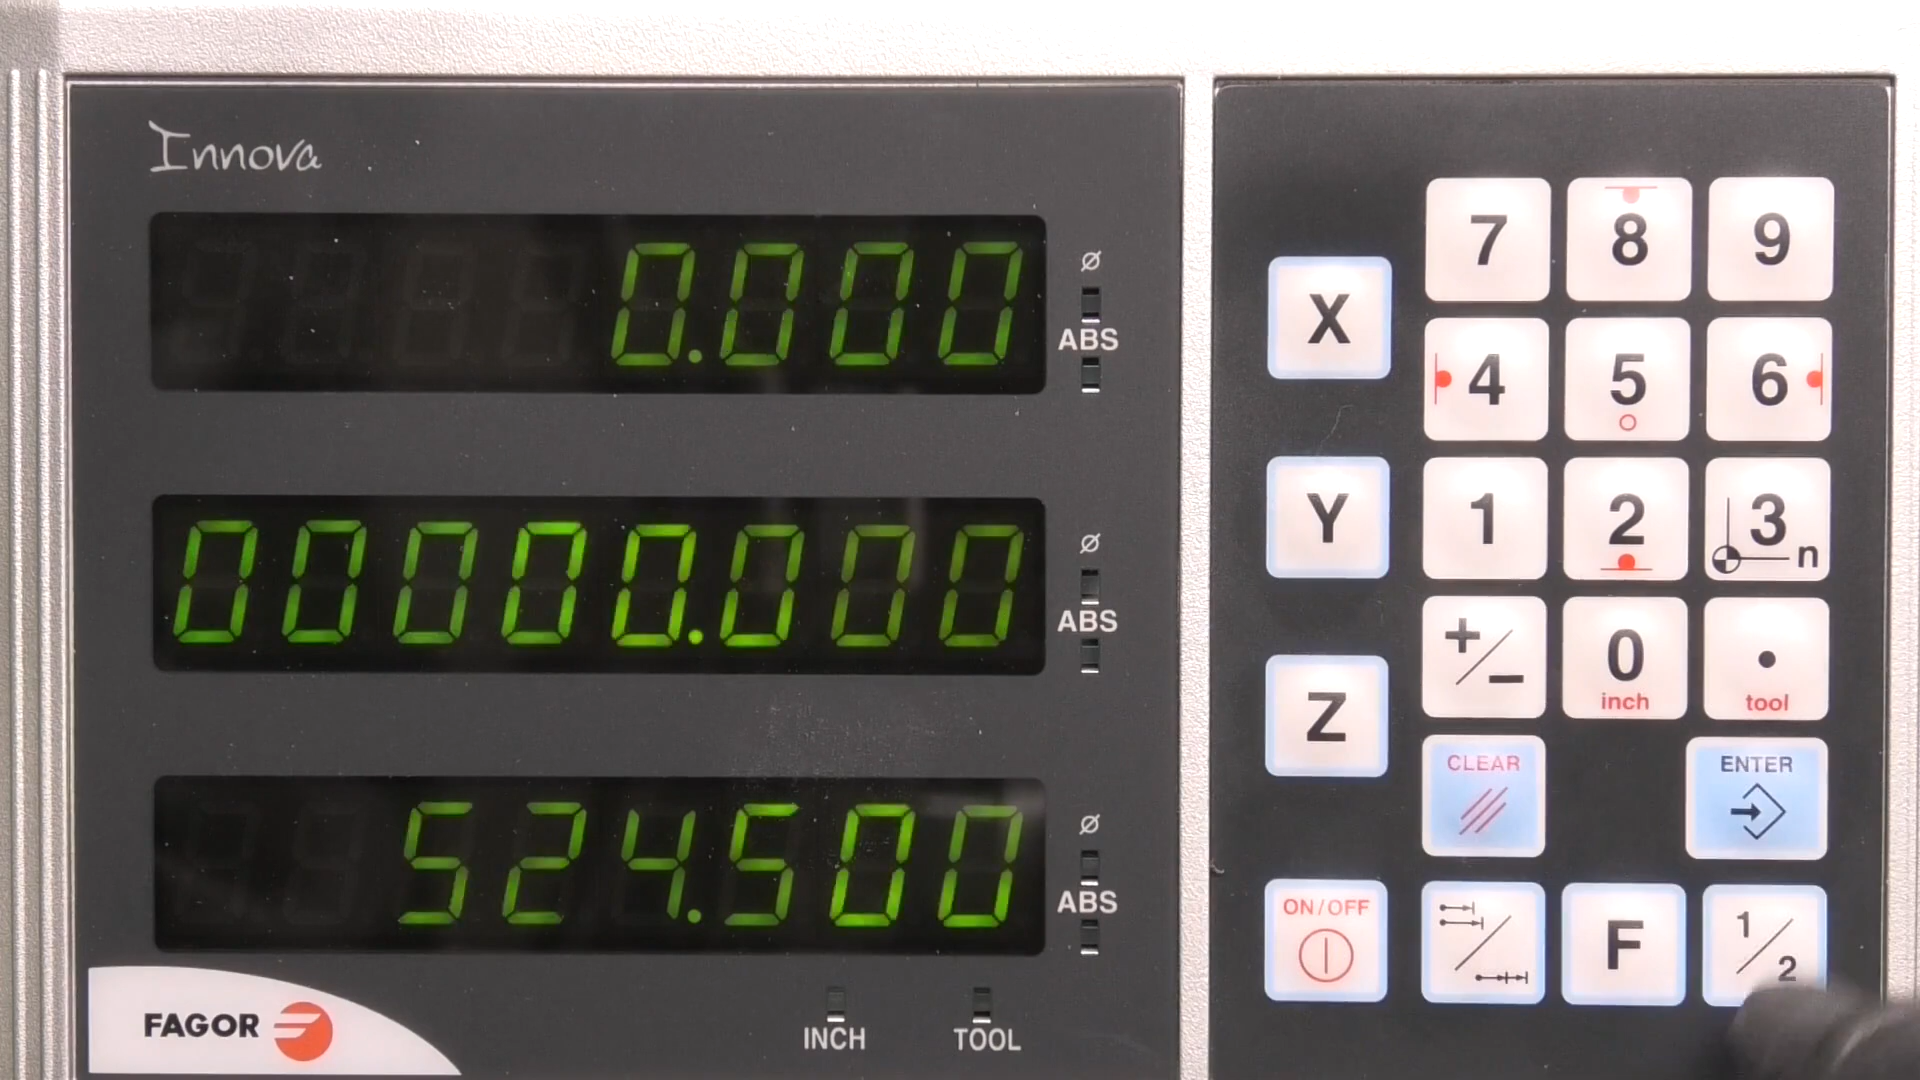 Innova
0.000
Ø
ABS
00000.000
Ø
ABS
524.500
Ø
ABS
FAGOR
INCH
TOOL
X
7
8
9
4
5
6
Y
1
2
3
n
+/-
0
inch
.
tool
Z
CLEAR
ENTER
ON/OFF
F
1/2